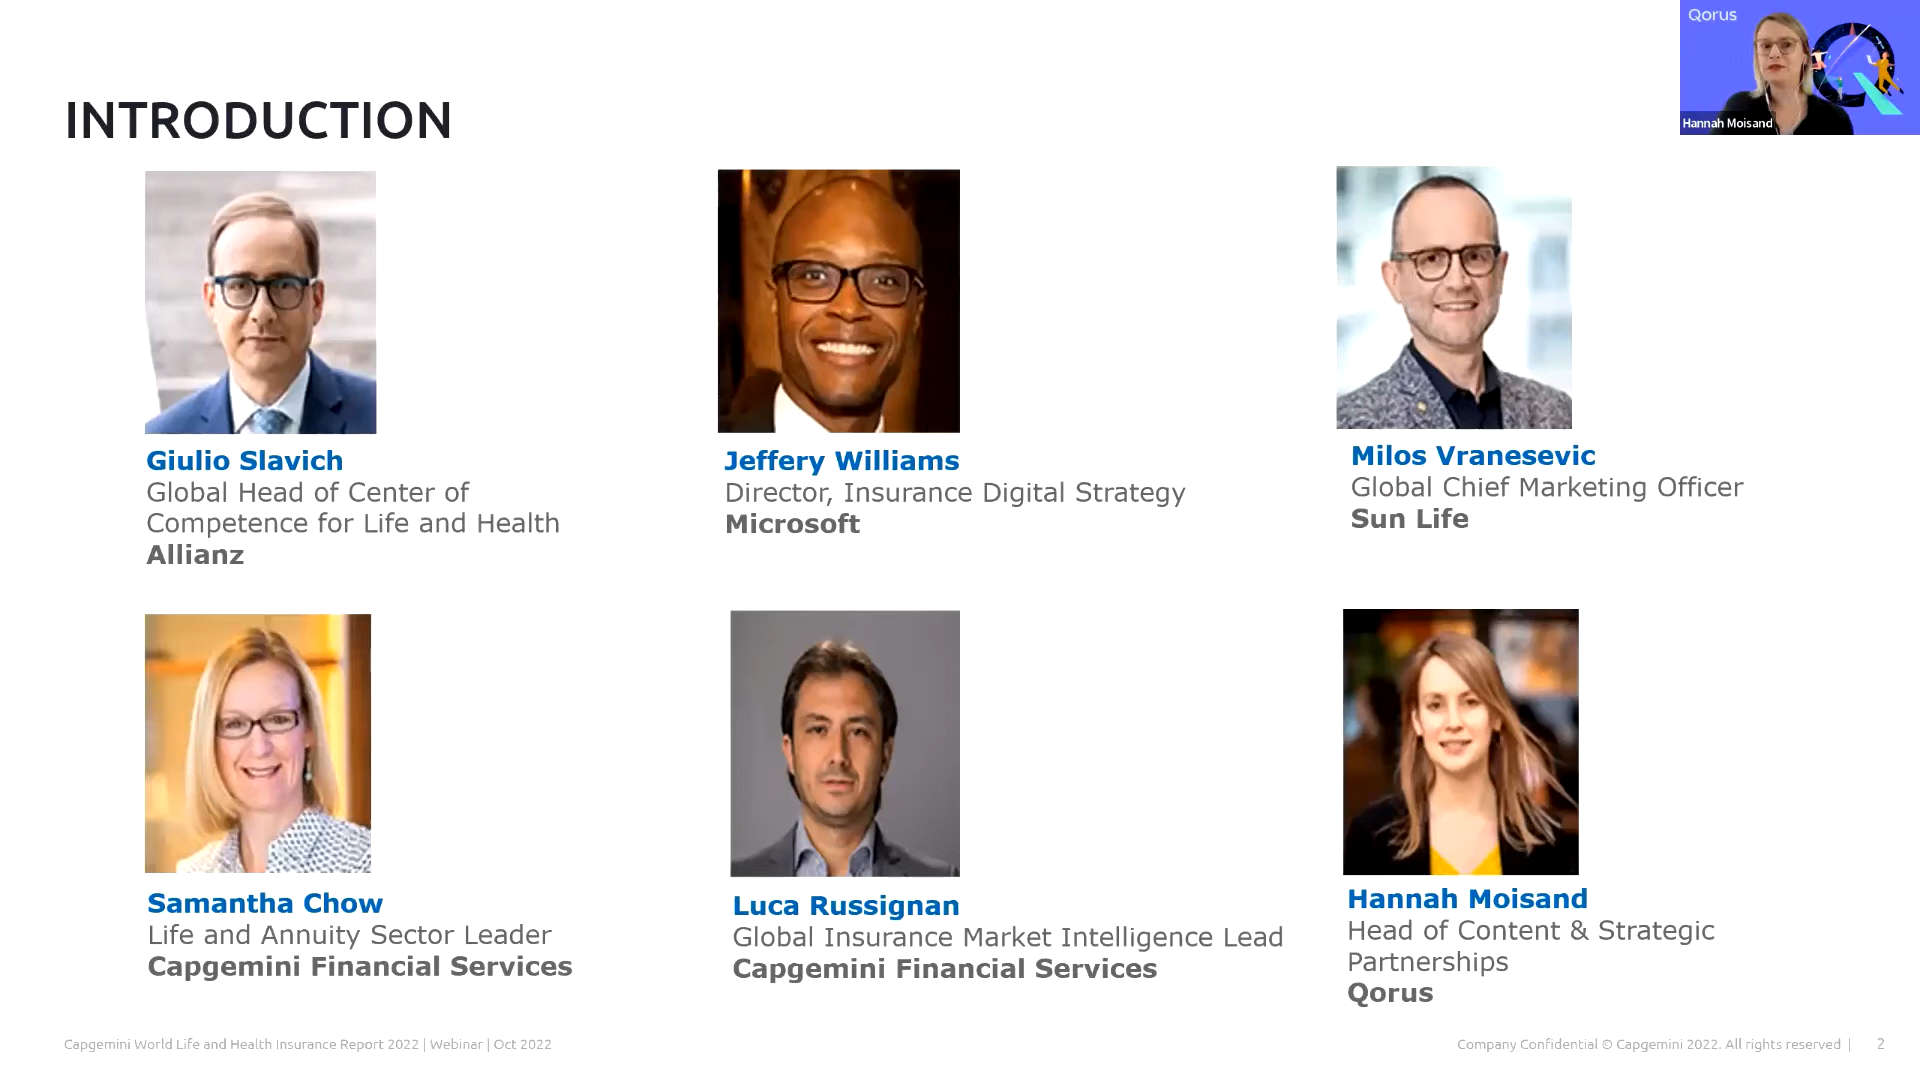 Qorus
Hannah Moisand
INTRODUCTION
Giulio Slavich
Global Head of Center of
Competence for Life and Health
Allianz
Jeffery Williams
Director, Insurance Digital Strategy
Microsoft
Milos Vranesevic
Global Chief Marketing Officer
Sun Life
Samantha Chow
Life and Annuity Sector Leader
Capgemini Financial Services
Luca Russignan
Global Insurance Market Intelligence Lead
Capgemini Financial Services
Hannah Moisand
Head of Content & Strategic
Partnerships
Qorus
Capgemini World Life and Health Insurance Report 2022 | Webinar | Oct 2022
Company Confidential © Capgemini 2022. All rights reserved | 2